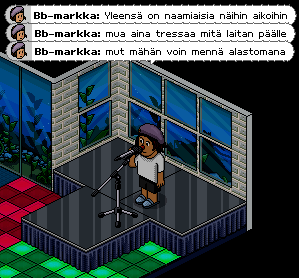 Bb-markka: Yleensä on naamiaisia näihin aikoihin
Bb-markka: mua aina tressaa mitä laitan päälle
Bb-markka: mut mähän voin mennä alastomana